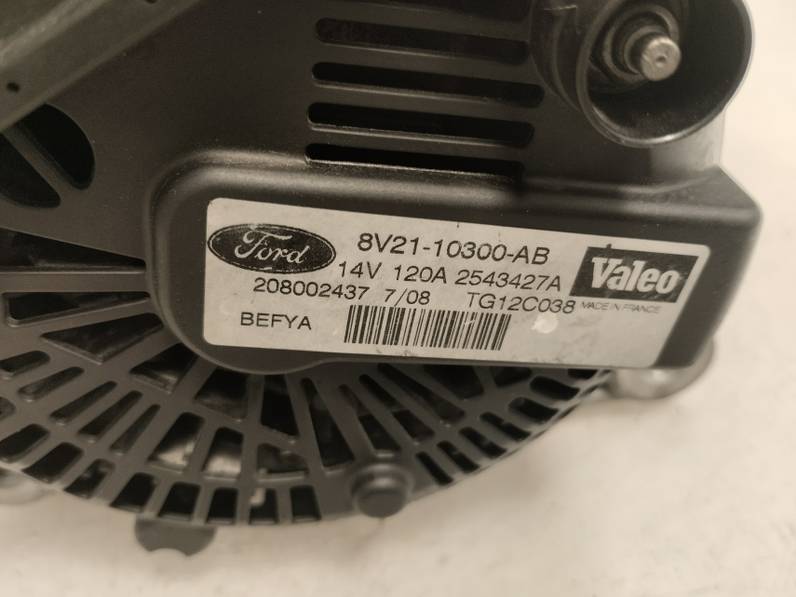 Ford 8V21-10300-AB Valeo
14V 120A 2543427A
208002437 7/08 TG12C038 MADE IN FRANCE
BEFYA